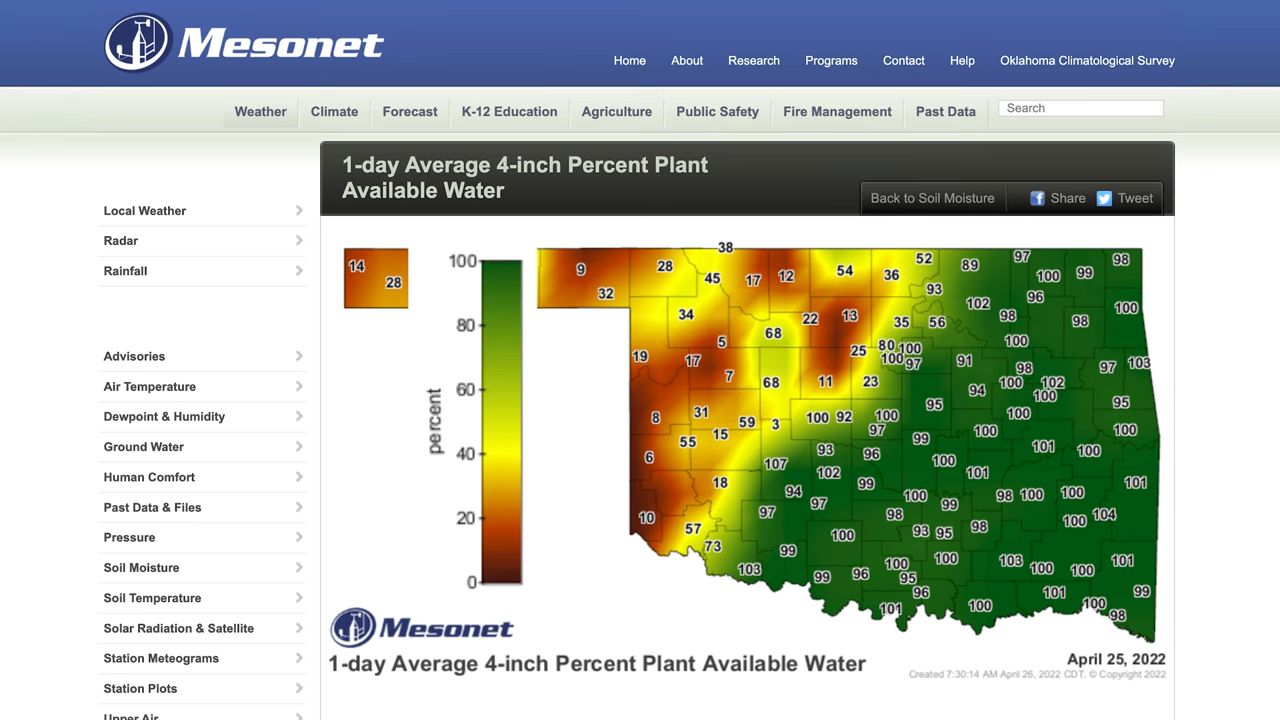 Mesonet
Home About Research Programs Contact Help Oklahoma Climatological Survey
Weather Climate Forecast K-12 Education Agriculture Public Safety Fire Management Past Data Search
1-day Average 4-inch Percent Plant
Available Water
Back to Soil Moisture Share Tweet
Local Weather
Radar
Rainfall
Advisories
Air Temperature
Dewpoint & Humidity
Ground Water
Human Comfort
Past Data & Files
Pressure
Soil Moisture
Soil Temperature
Solar Radiation & Satellite
Station Meteograms
Station Plots
Upper Air
14
28
percent
100
80
60
40
20
0
38
9 28 45 17 12 54 36 52 89 97 100 99 98
32 93 102 96
34 68 22 13 35 56 98 98 100
5 80 100 100
19 17 25 100 97 91 98 97 103
7 68 11 23 94 100 102 100
8 31 59 3 100 92 100 95 100 95
55 15 97 99 100 101 100 100
6 107 93 96 100
102 101
18 94 99 100 99 98 100 100 101
10 97 97 98 100 104
57 100 93 95 98
73 99 100 100 103 100 100 101
103 99 96 95
96 101 99
101 100 100 98
Mesonet
1-day Average 4-inch Percent Plant Available Water
April 25, 2022
Created 7:30:14 AM April 26, 2022 CDT. © Copyright 2022